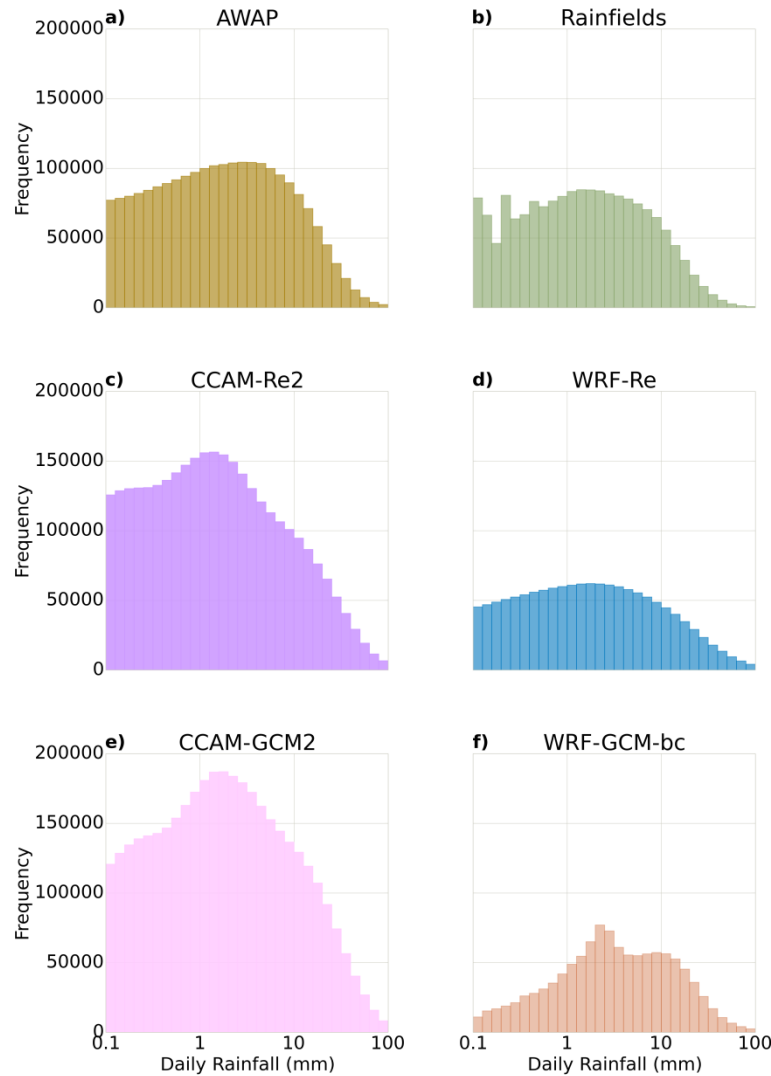 a) AWAP
b) Rainfields
200000
150000
100000
50000
0
Frequency
c) CCAM-Re2
d) WRF-Re
200000
150000
100000
50000
0
Frequency
e) CCAM-GCM2
f) WRF-GCM-bc
200000
150000
100000
50000
0
Frequency
0.1 1 10 100
0.1 1 10 100
Daily Rainfall (mm)
Daily Rainfall (mm)